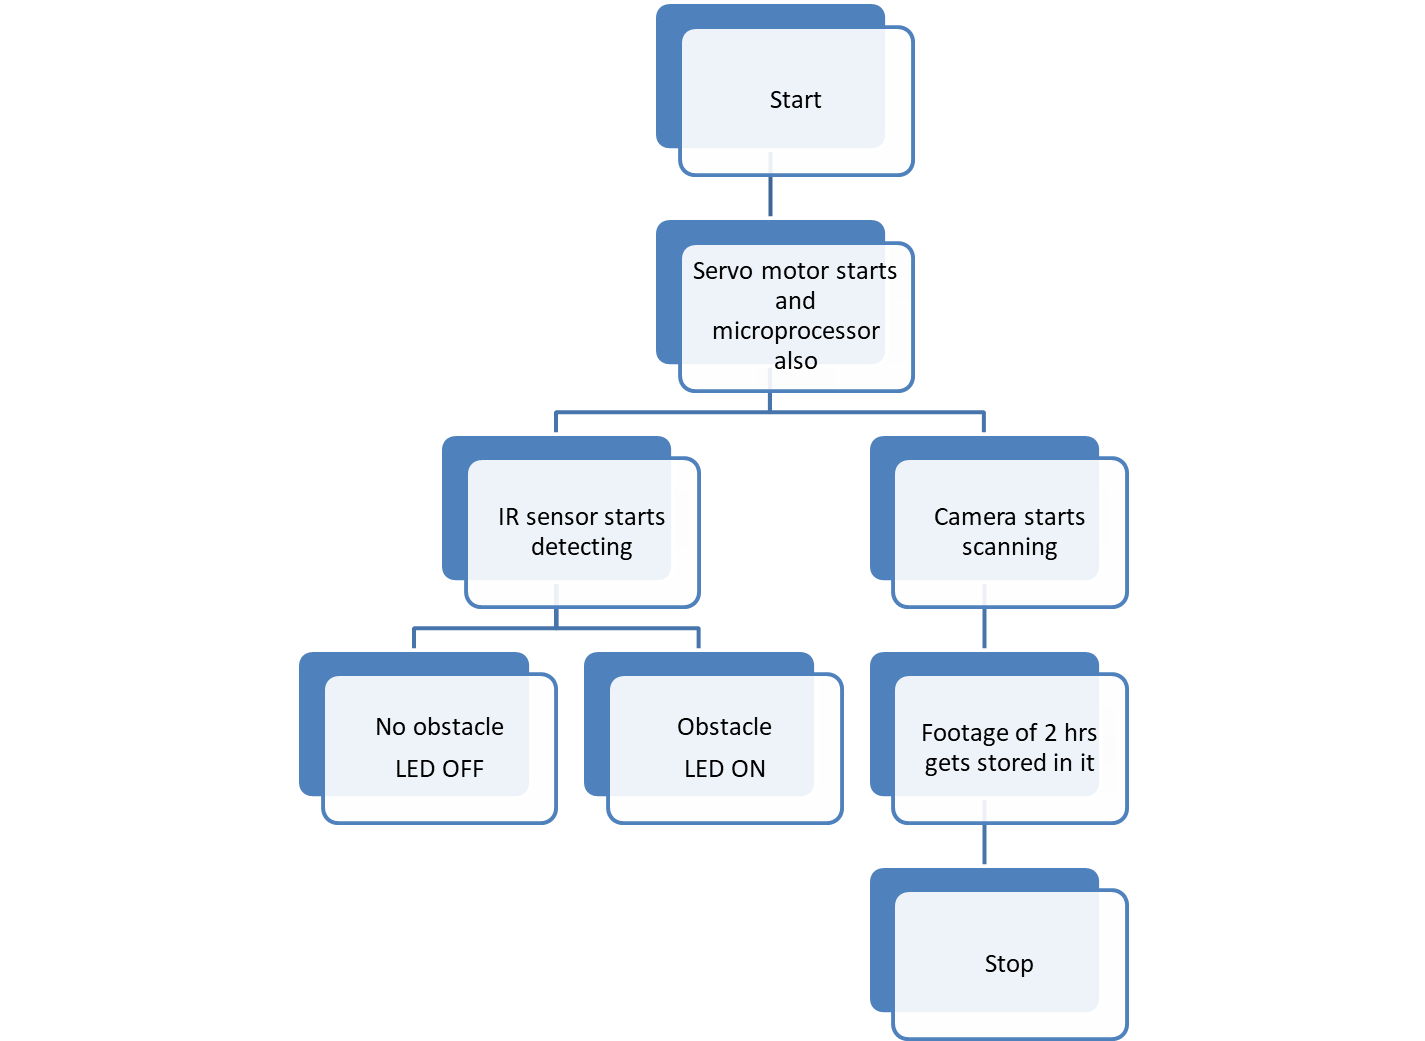 Start
Servo motor starts
and
microprocessor
also
IR sensor starts
detecting
Camera starts
scanning
No obstacle
LED OFF
Obstacle
LED ON
Footage of 2 hrs
gets stored in it
Stop